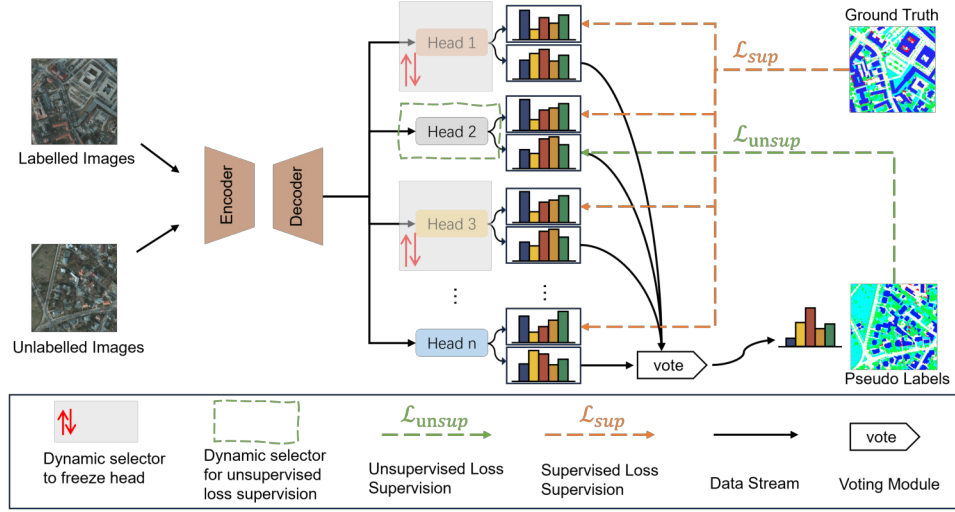 Ground Truth
Head 1
ℒsup
Labelled Images
Head 2
ℒunsup
Encoder
Decoder
Head 3
...
...
Unlabelled Images
Head n
vote
Pseudo Labels
ℒunsup
ℒsup
vote
Dynamic selector
to freeze head
Dynamic selector
for unsupervised
loss supervision
Unsupervised Loss
Supervision
Supervised Loss
Supervision
Data Stream
Voting Module